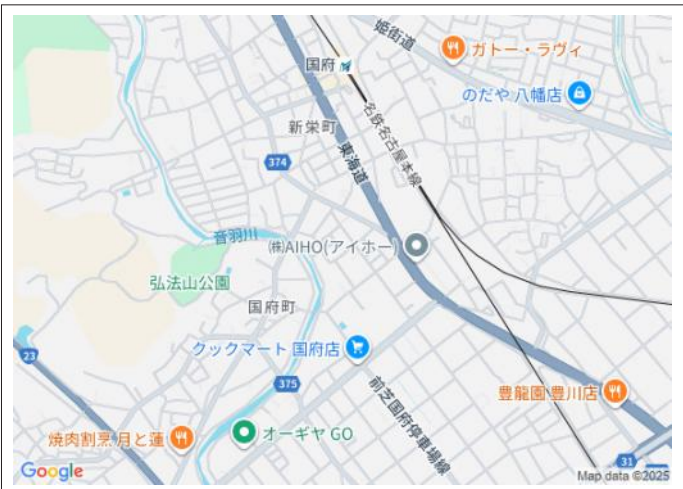 姫街道
ガトー・ラヴィ
国府
のだや 八幡店
新栄町
名鉄名古屋本線
東海道
374
音羽川
㈱AIHO(アイホー)
弘法山公園
国府町
クックマート 国府店
23
375
前芝国府停車場線
豊龍園 豊川店
焼肉割烹 月と蓮
オーギヤ GO
31
Google
Map data ©2025